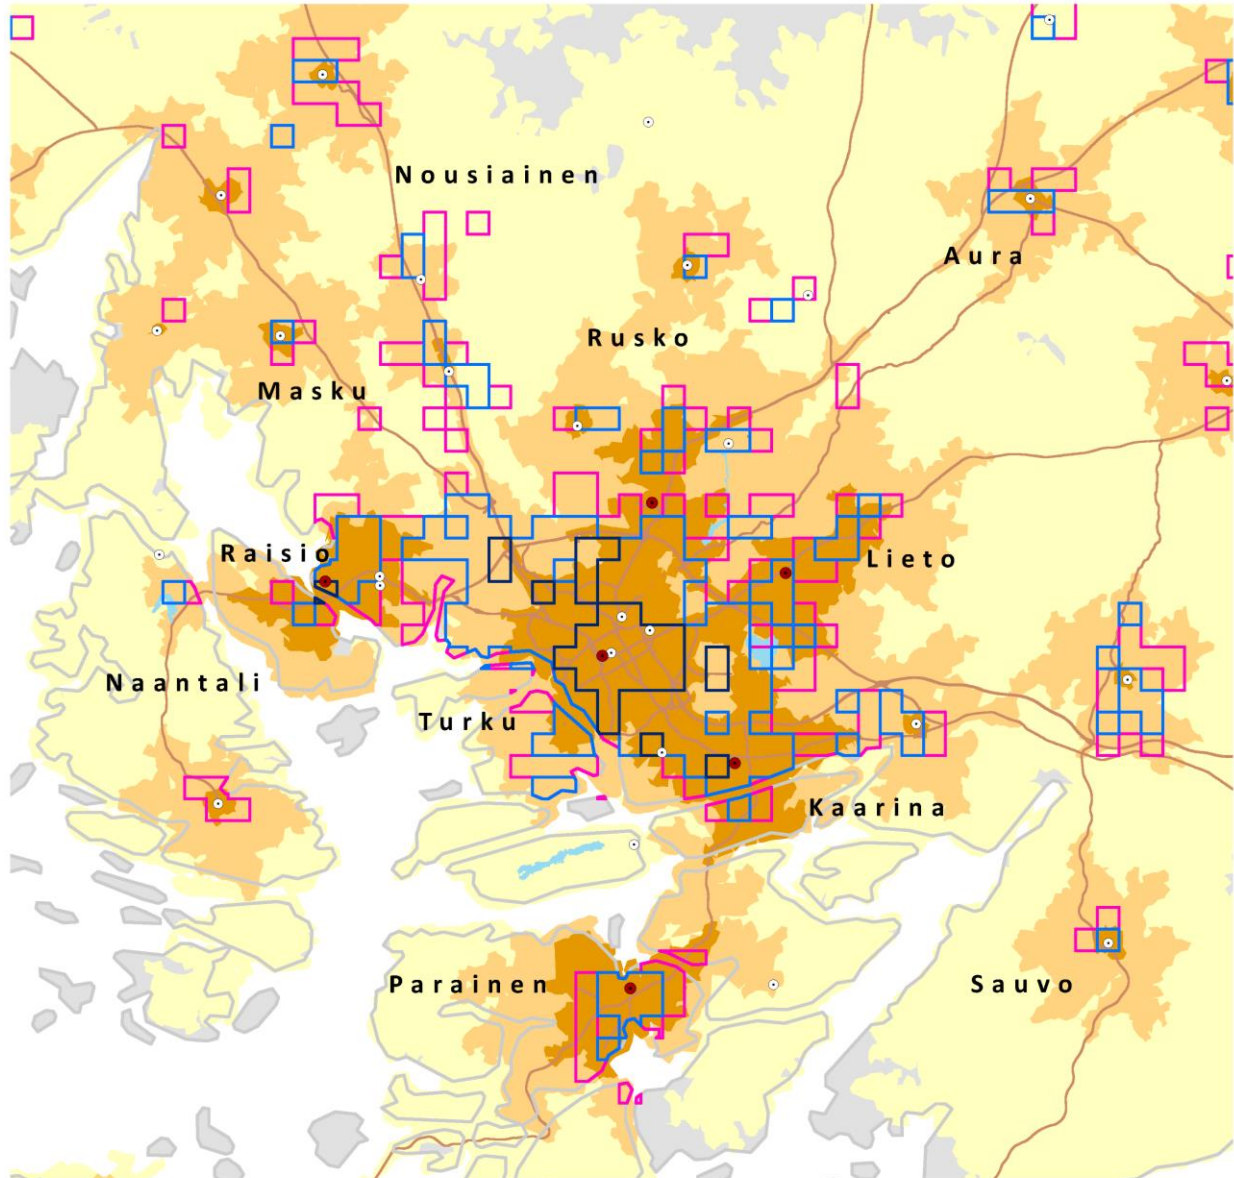 Nousiainen
Aura
Rusko
Masku
Raisio
Lieto
Naantali
Turku
Kaarina
Parainen
Sauvo